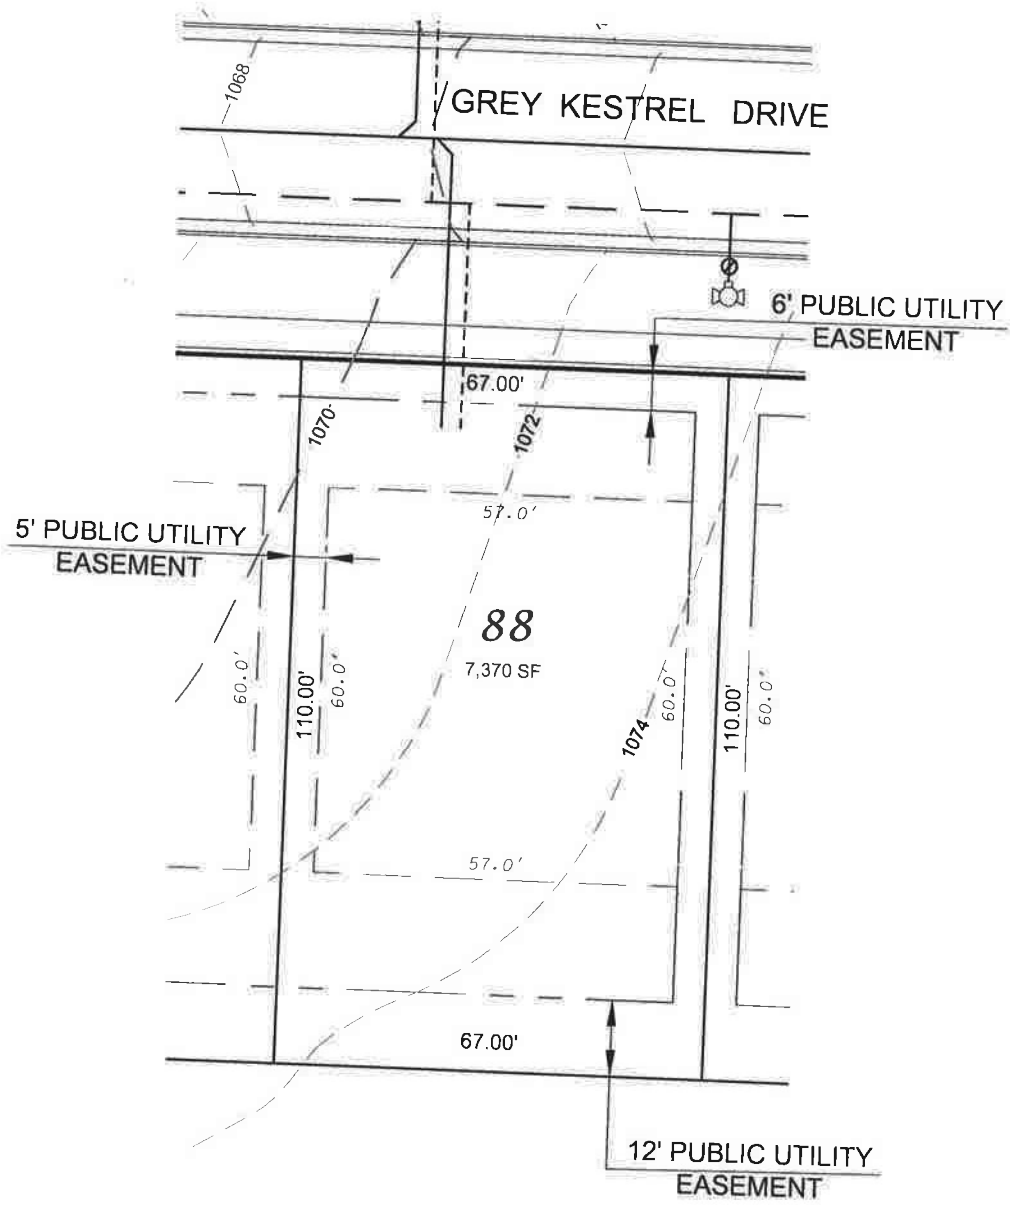 1068
GREY KESTREL DRIVE
6' PUBLIC UTILITY
EASEMENT
67.00'
1070
1072
57.0'
5' PUBLIC UTILITY
EASEMENT
88
7,370 SF
60.0'
110.00'
60.0'
1074
60.0'
110.00'
60.0'
57.0'
67.00'
12' PUBLIC UTILITY
EASEMENT